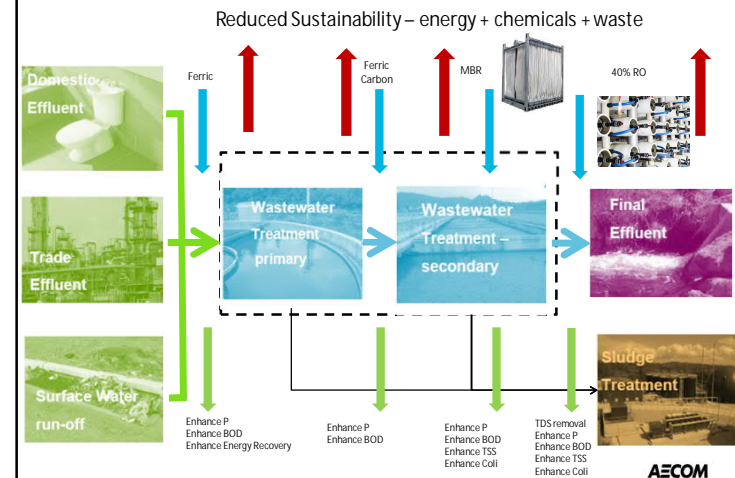 Reduced Sustainability – energy + chemicals + waste
Domestic
Effluent
Ferric
Ferric
Carbon
MBR
40% RO
Trade
Effluent
Wastewater
Treatment
primary
Wastewater
Treatment –
secondary
Final
Effluent
Surface Water
run-off
Sludge
Treatment
Enhance P
Enhance BOD
Enhance Energy Recovery
Enhance P
Enhance BOD
Enhance P
Enhance BOD
Enhance TSS
Enhance Coli
TDS removal
Enhance P
Enhance BOD
Enhance TSS
Enhance Coli
AECOM